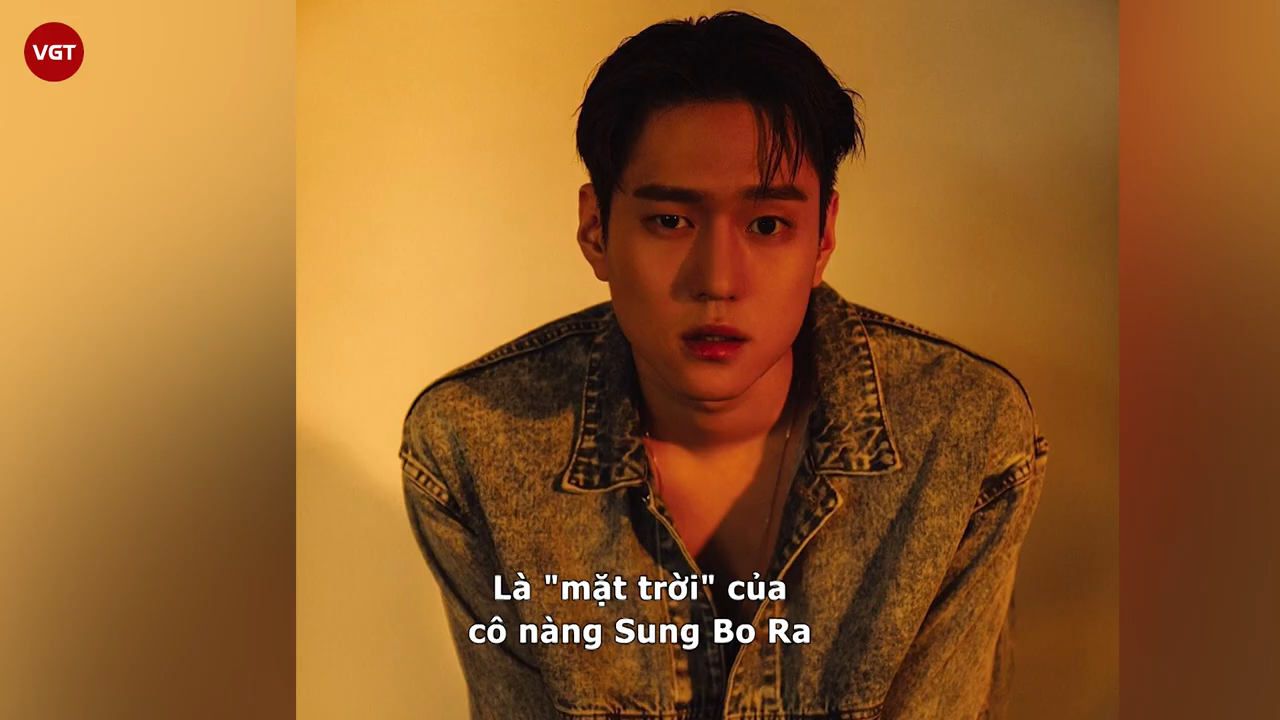 VGT
Là "mặt trời" của
cô nàng Sung Bo Ra